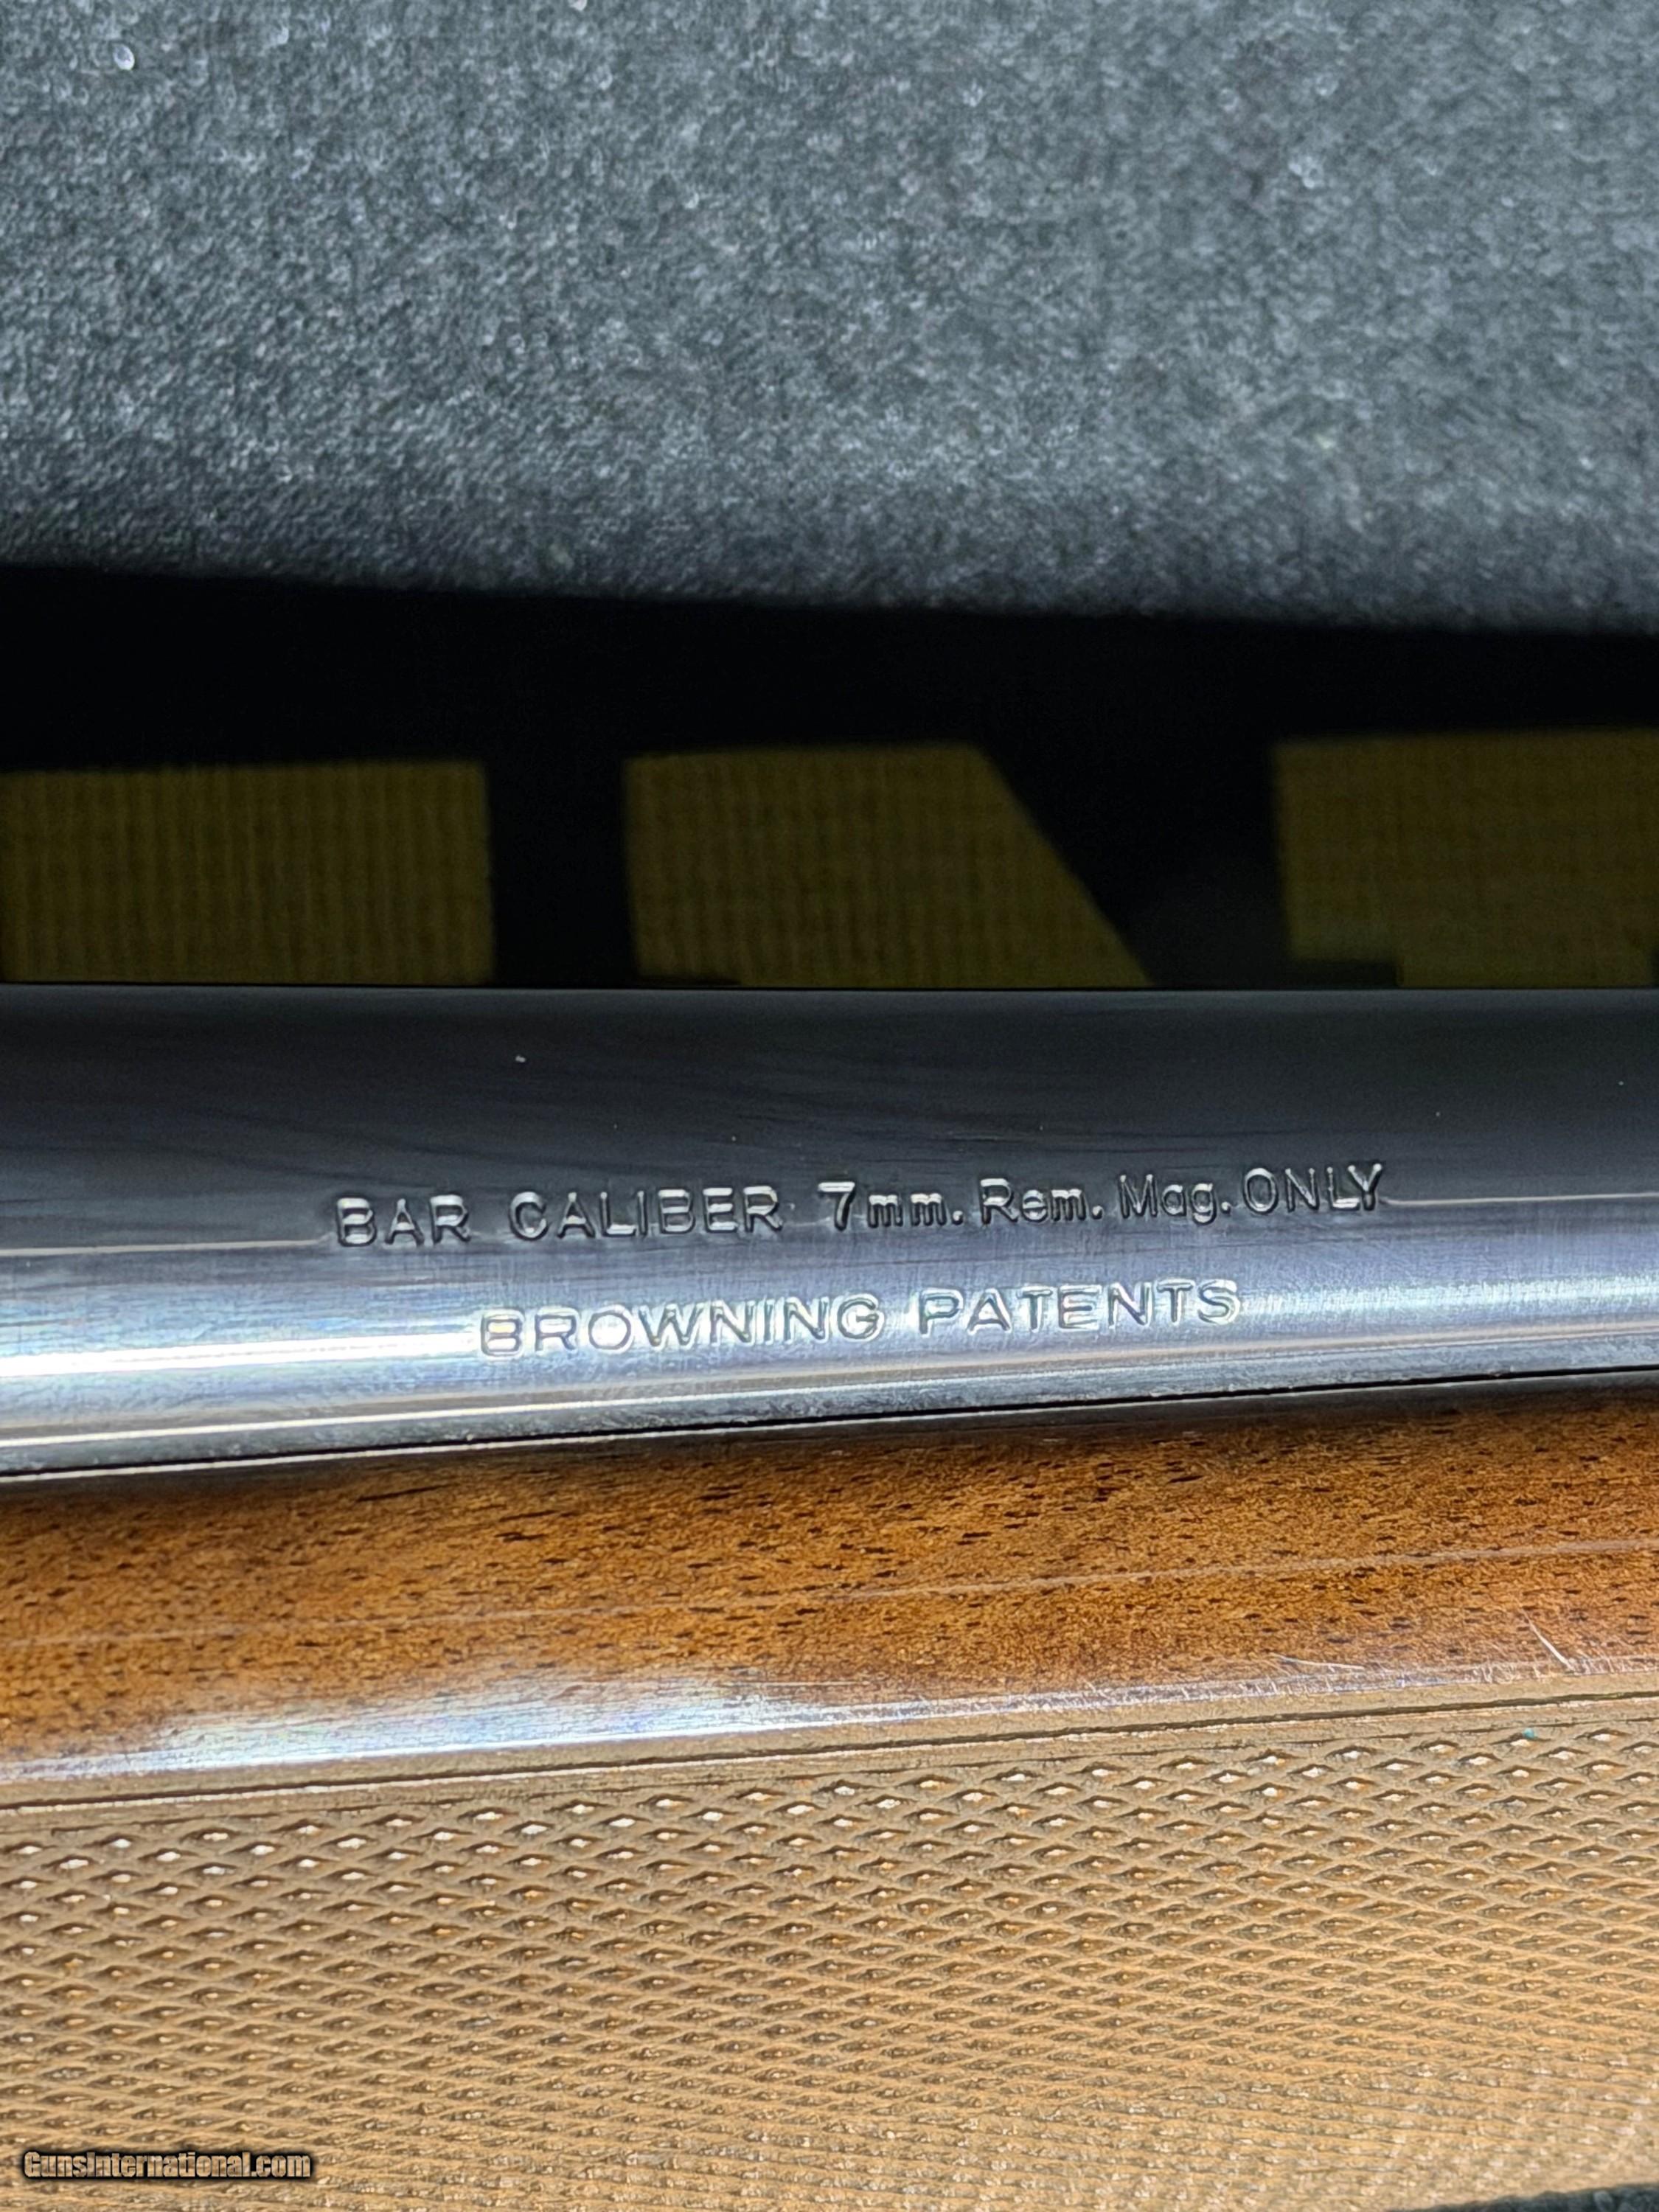 BAR CALIBER 7mm. Rem. Mag. ONLY
BROWNING PATENTS
GunsInternational.com